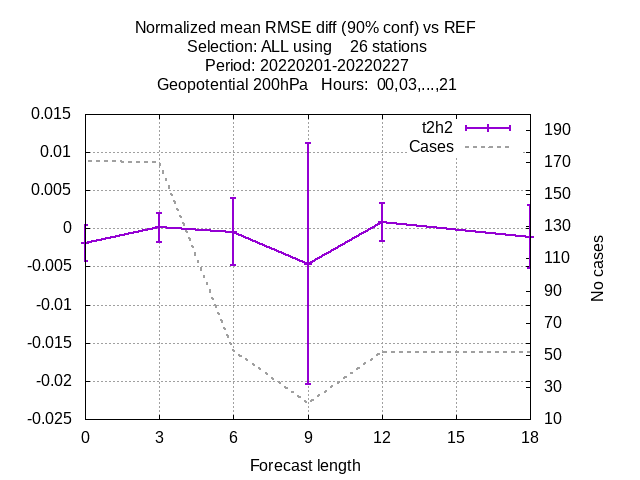 Normalized mean RMSE diff (90% conf) vs REF
Selection: ALL using    26 stations
Period: 20220201-20220227
Geopotential 200hPa   Hours:  00,03,...,21
t2h2
Cases
0.015
0.01
0.005
0
-0.005
-0.01
-0.015
-0.02
-0.025
190
170
150
130
110
90
70
50
30
10
No cases
0 3 6 9 12 15 18
Forecast length